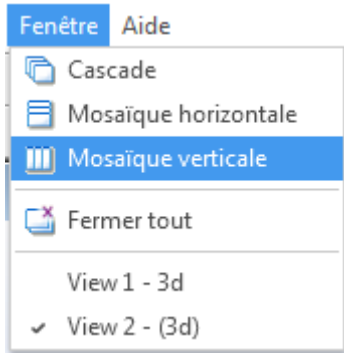 Fenêtre Aide
Cascade
Mosaïque horizontale
Mosaïque verticale
Fermer tout
View 1 - 3d
View 2 - (3d)